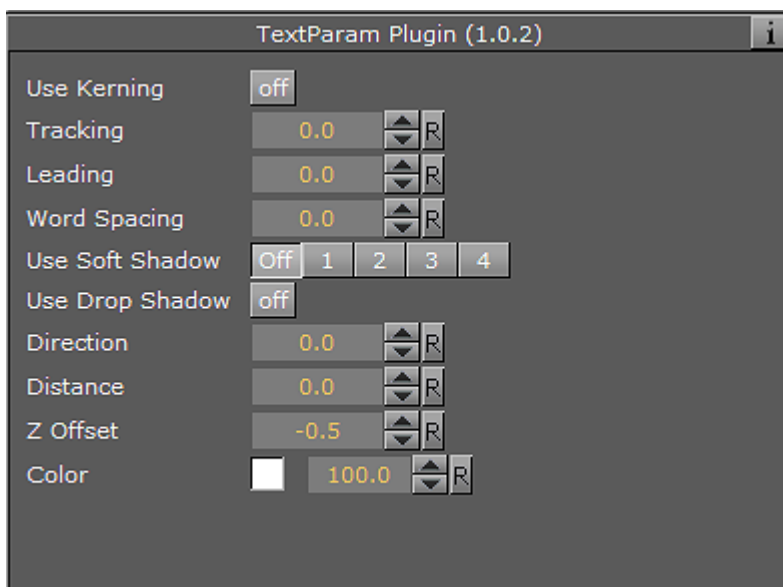 TextParam Plugin (1.0.2) i
Use Kerning off
Tracking 0.0 R
Leading 0.0 R
Word Spacing 0.0 R
Use Soft Shadow Off 1 2 3 4
Use Drop Shadow off
Direction 0.0 R
Distance 0.0 R
Z Offset -0.5 R
Color 100.0 R